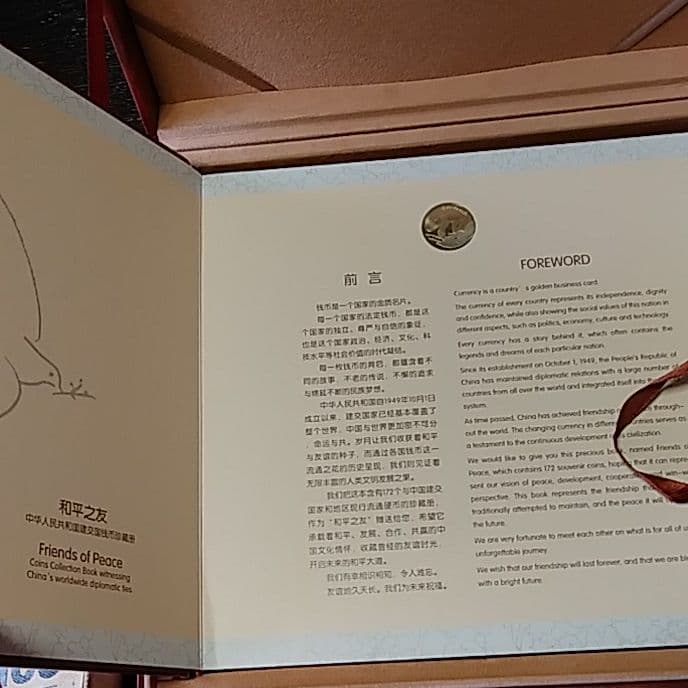 和平之友
中华人民共和国建交国钱币珍藏册
Friends of Peace
Coins Collection Book witnessing
China's worldwide diplomatic ties
前言
钱币是一个国家的金牌名片。
每一个国家的法定钱币，都是这
个国家的独立、尊严与自信的象征，
也是这个国家政治、经济、文化、科
技水平等社会价值的时代凝结。
每一枚钱币的背后，都蕴含着不
同的故事，不老的传说，不懈的追求
与绵延不断的民族梦想。
中华人民共和国自1949年10月1日
成立以来，建交国家已经基本覆盖了
整个世界，中国与世界更加密不可分
，命运与共。岁月让我们收获着和平
与友谊的种子，而通过各国钱币这一
流通之花的历史呈现，我们则见证着
无限丰富的人类文明发展之果。
我们把这本含有172个与中国建交
国家和地区现行流通硬币的珍藏册，
作为"和平之友"赠送给您，希望它
承载着和平、发展、合作、共赢的中
国文化情怀，收藏曾经的友谊时光，
开启未来的和平大道。
我们有幸相识相知，令人难忘。
友谊地久天长。我们为未来祝福。
FOREWORD
Currency is a country's golden business card.
The currency of every country represents its independence, dignity
and confidence, while also showing the social values of this nation in
different aspects, such as politics, economy, culture and technology
Every currency has a story behind it, which often contains the
legends and dreams of each particular nation.
Since its establishment on October 1, 1949, the People's Republic of
China has maintained diplomatic relations with a large number
countries from all over the world and integrated itself into
system.
As time passed, China has achieved friendship through-
out the world. The changing currency in different countries serves as
a testament to the continuous development civilization.
We would like to give you this precious named Friends of
Peace, which contains 172 souvenir coins, hoping that it can repre
sent our vision of peace, development, cooperation and with-
perspective. This book represents the friendship
traditionally attempted to maintain, and the peace it will
the future.
We are very fortunate to meet each other on what is for all of u
unforgettable journey.
We wish that our friendship will last forever, and that we are ble
with a bright future.